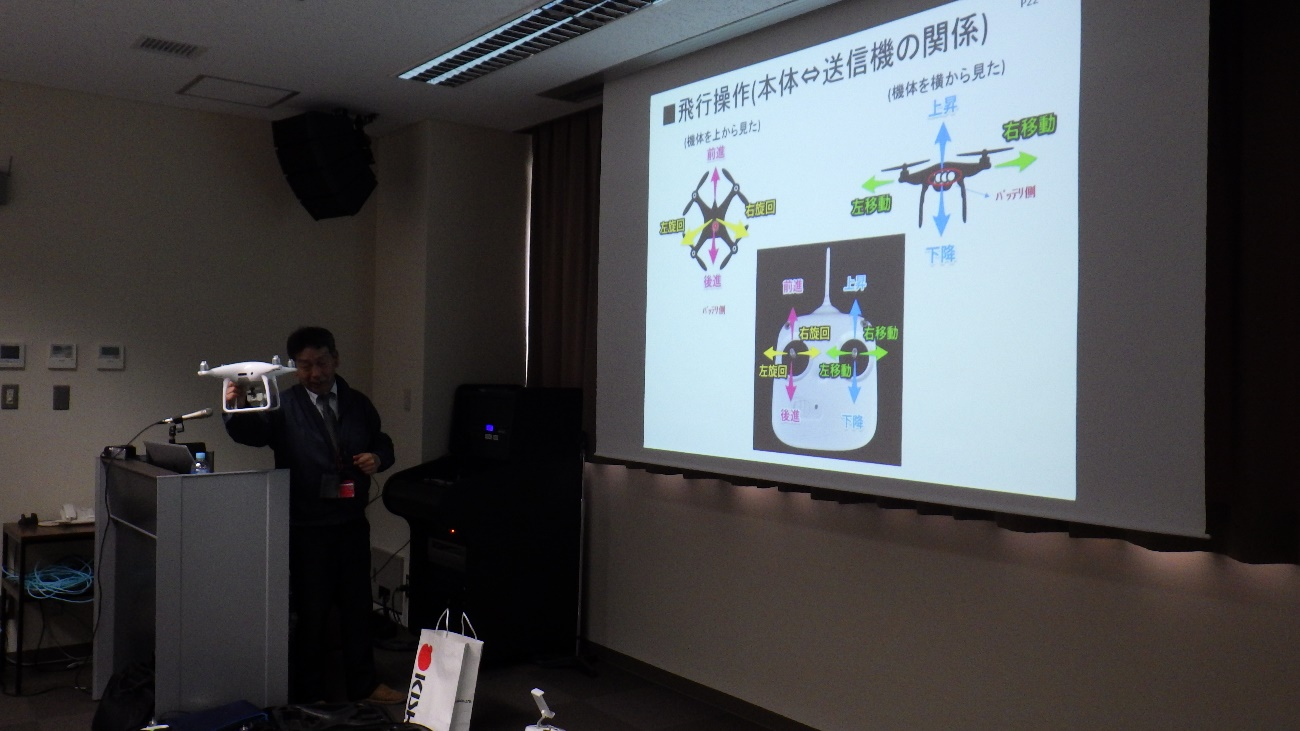 P22
■飛行操作(本体⇔送信機の関係)
(機体を上から見た)
前進
左旋回
右旋回
後進
バッテリ側
(機体を横から見た)
上昇
右移動
左移動
バッテリ側
下降
前進
上昇
右旋回
右移動
左旋回
左移動
後進
下降